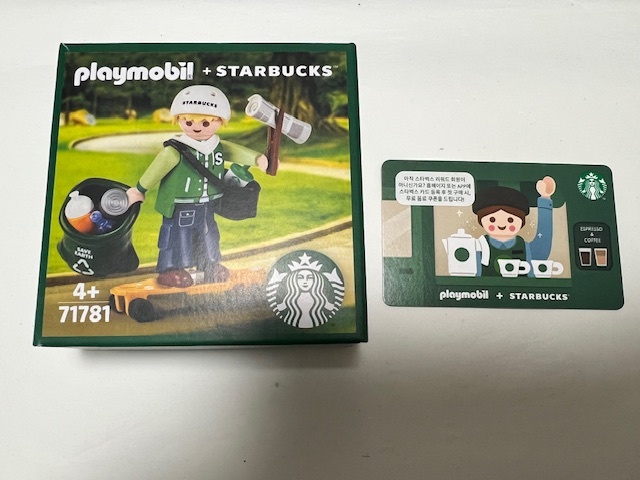 playmobil + STARBUCKS™
STARBUCKS
SAVE
EARTH
4+
71781
아직 스타벅스 리워드 회원이
아니신가요? 홈페이지 또는 APP에
스타벅스 카드 등록 후 첫 구매 시,
무료 음료 쿠폰을 드립니다!
ESPRESSO
&
COFFEE
playmobil + STARBUCKS™